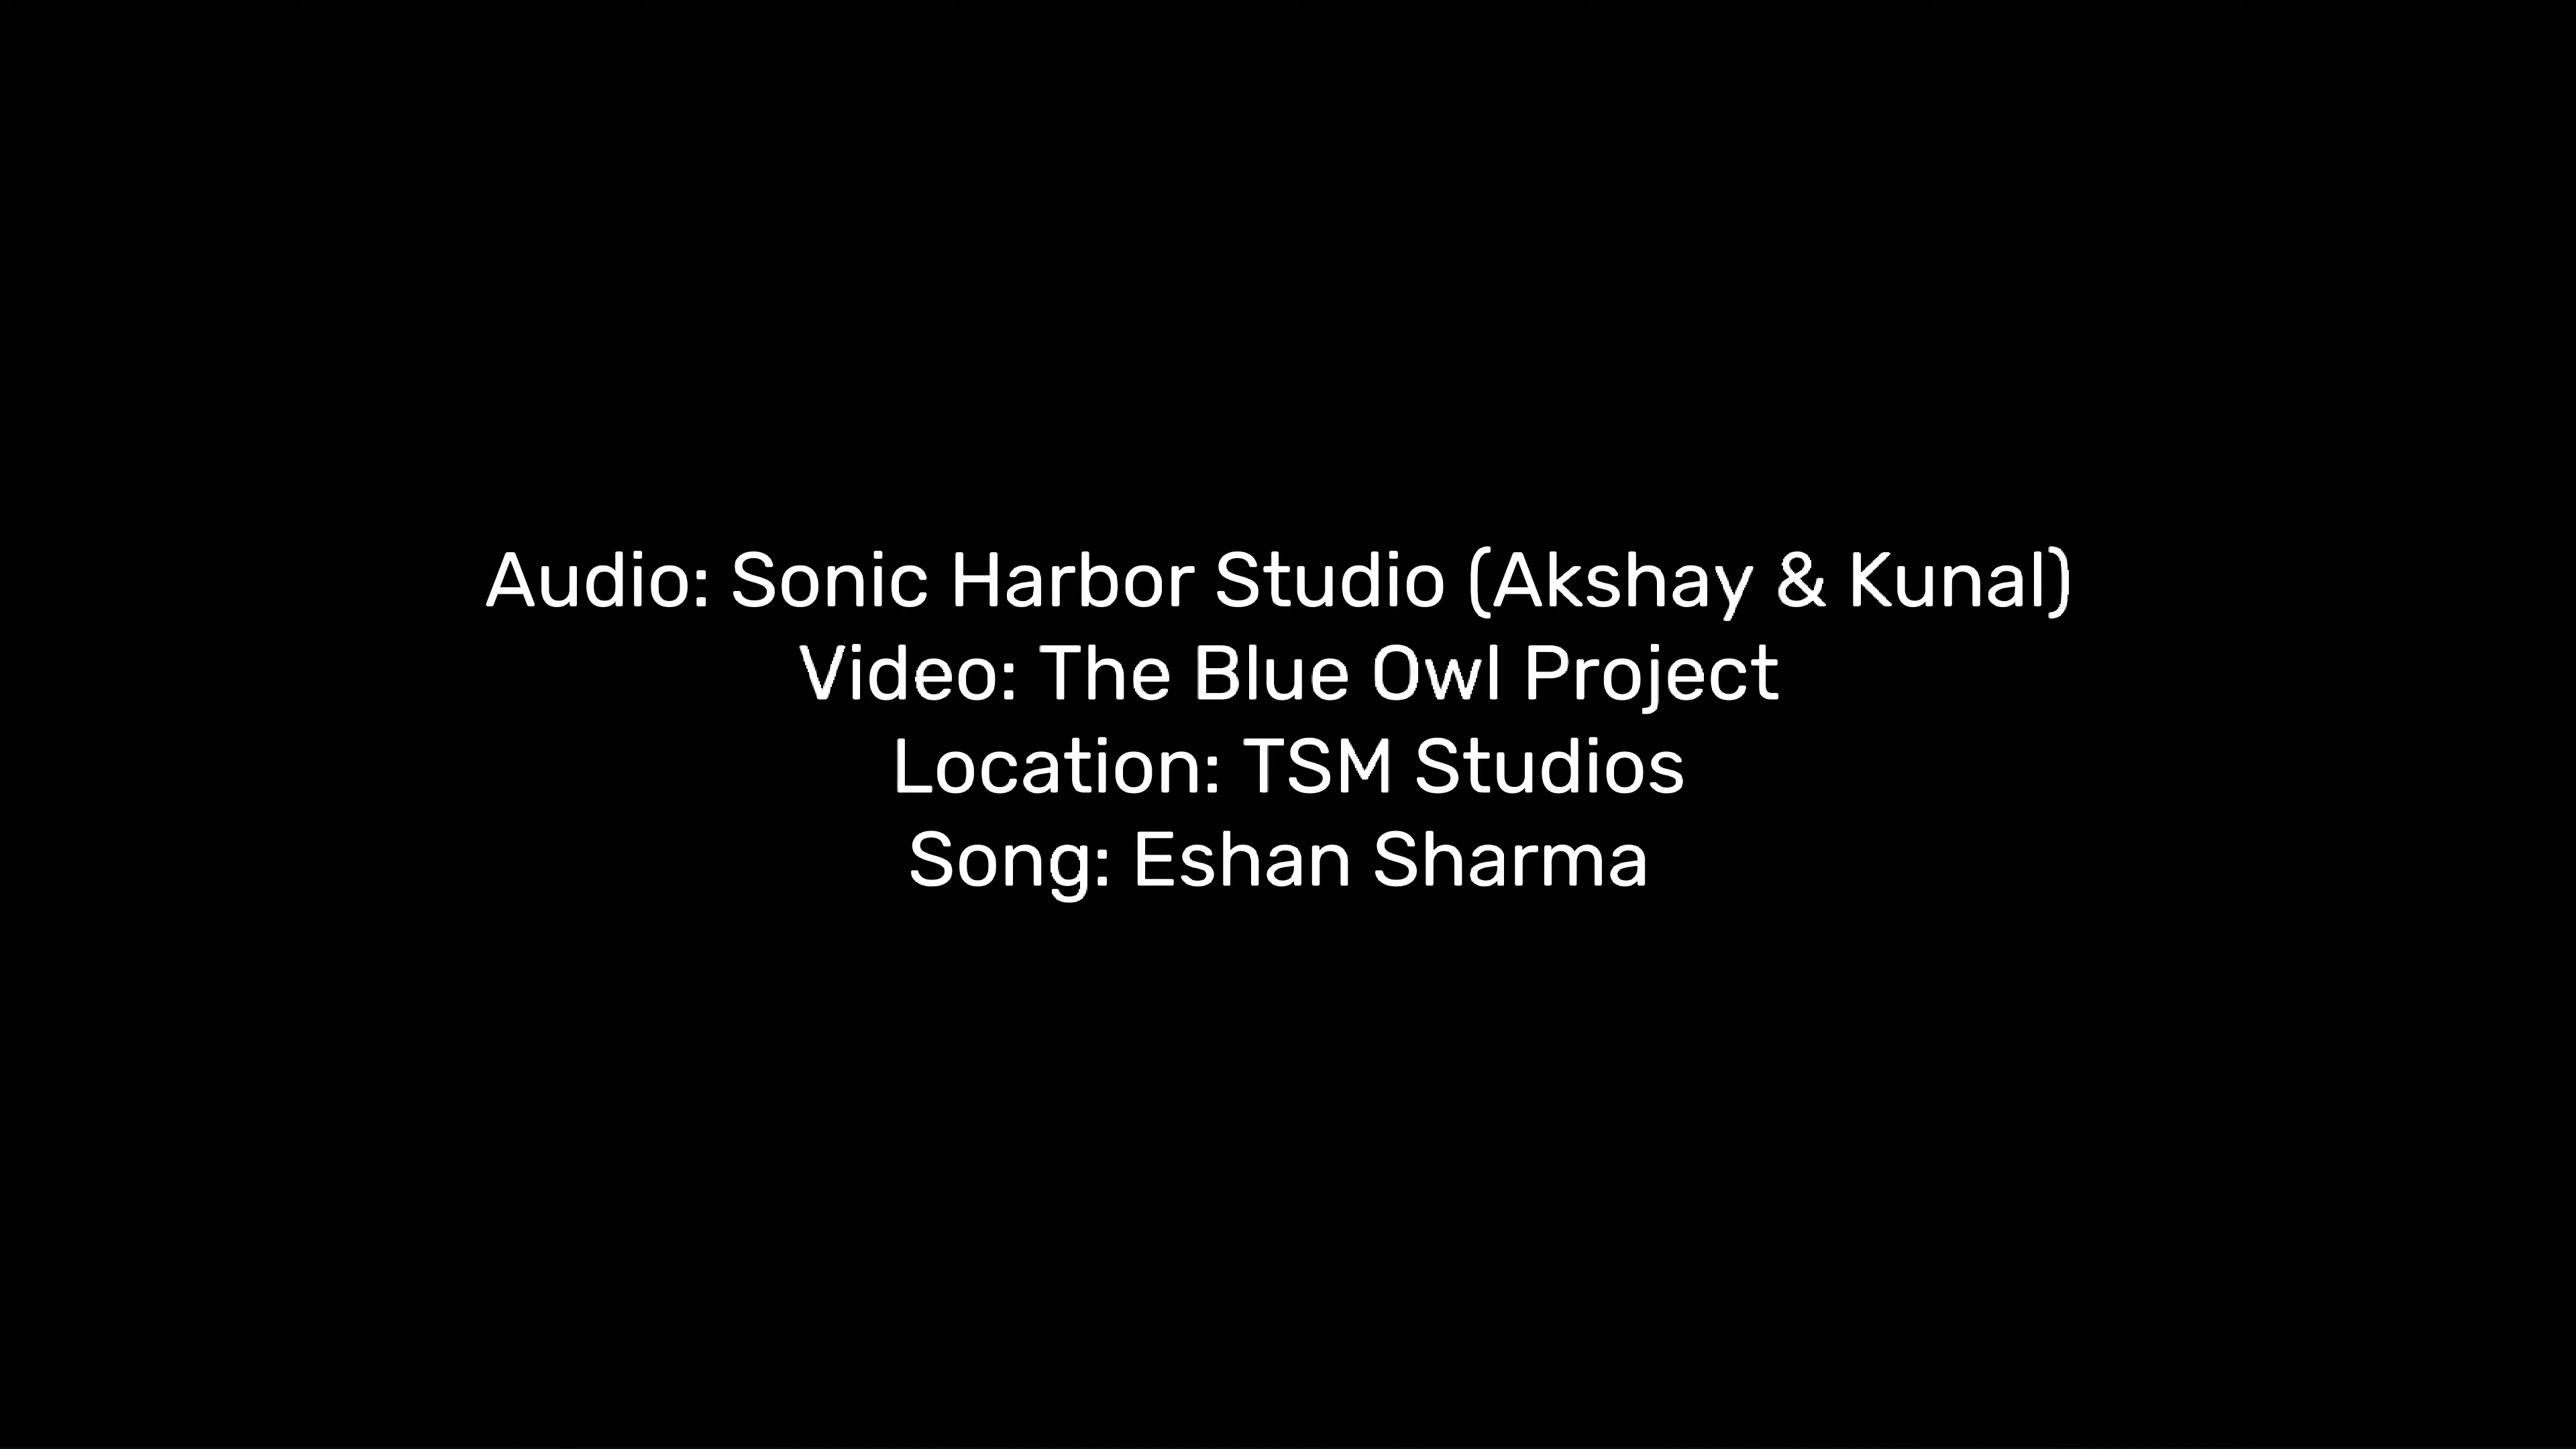 Audio: Sonic Harbor Studio (Akshay & Kunal)
Video: The Blue Owl Project
Location: TSM Studios
Song: Eshan Sharma